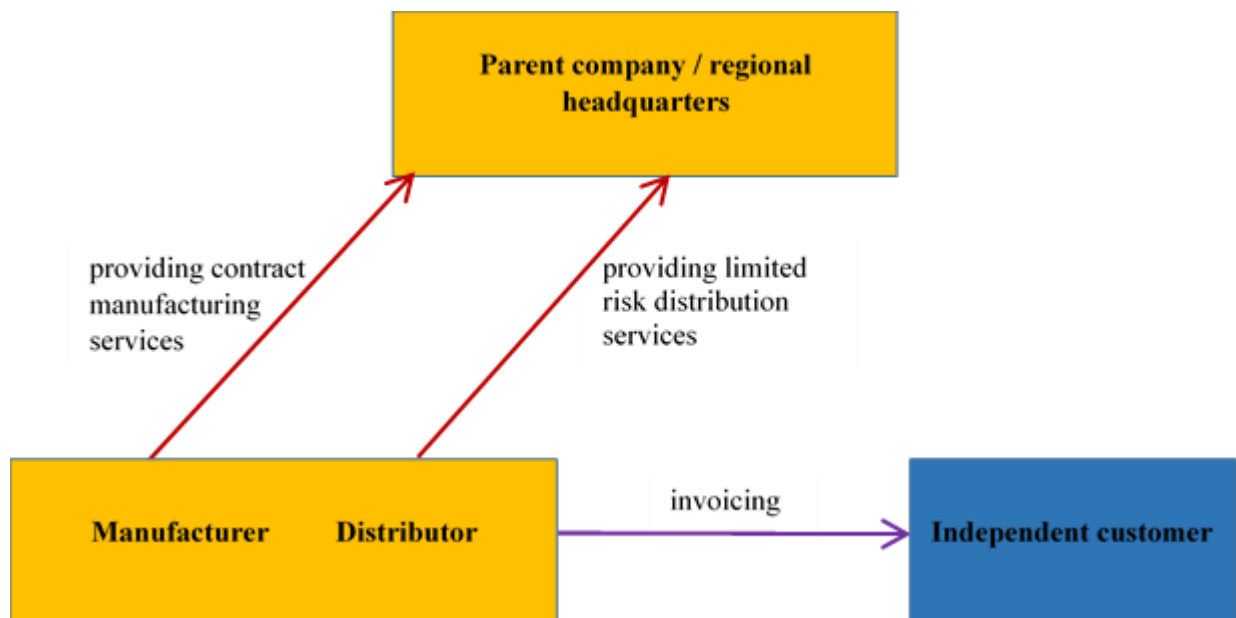 Parent company / regional
headquarters
providing contract
manufacturing
services
providing limited
risk distribution
services
invoicing
Manufacturer
Distributor
Independent customer